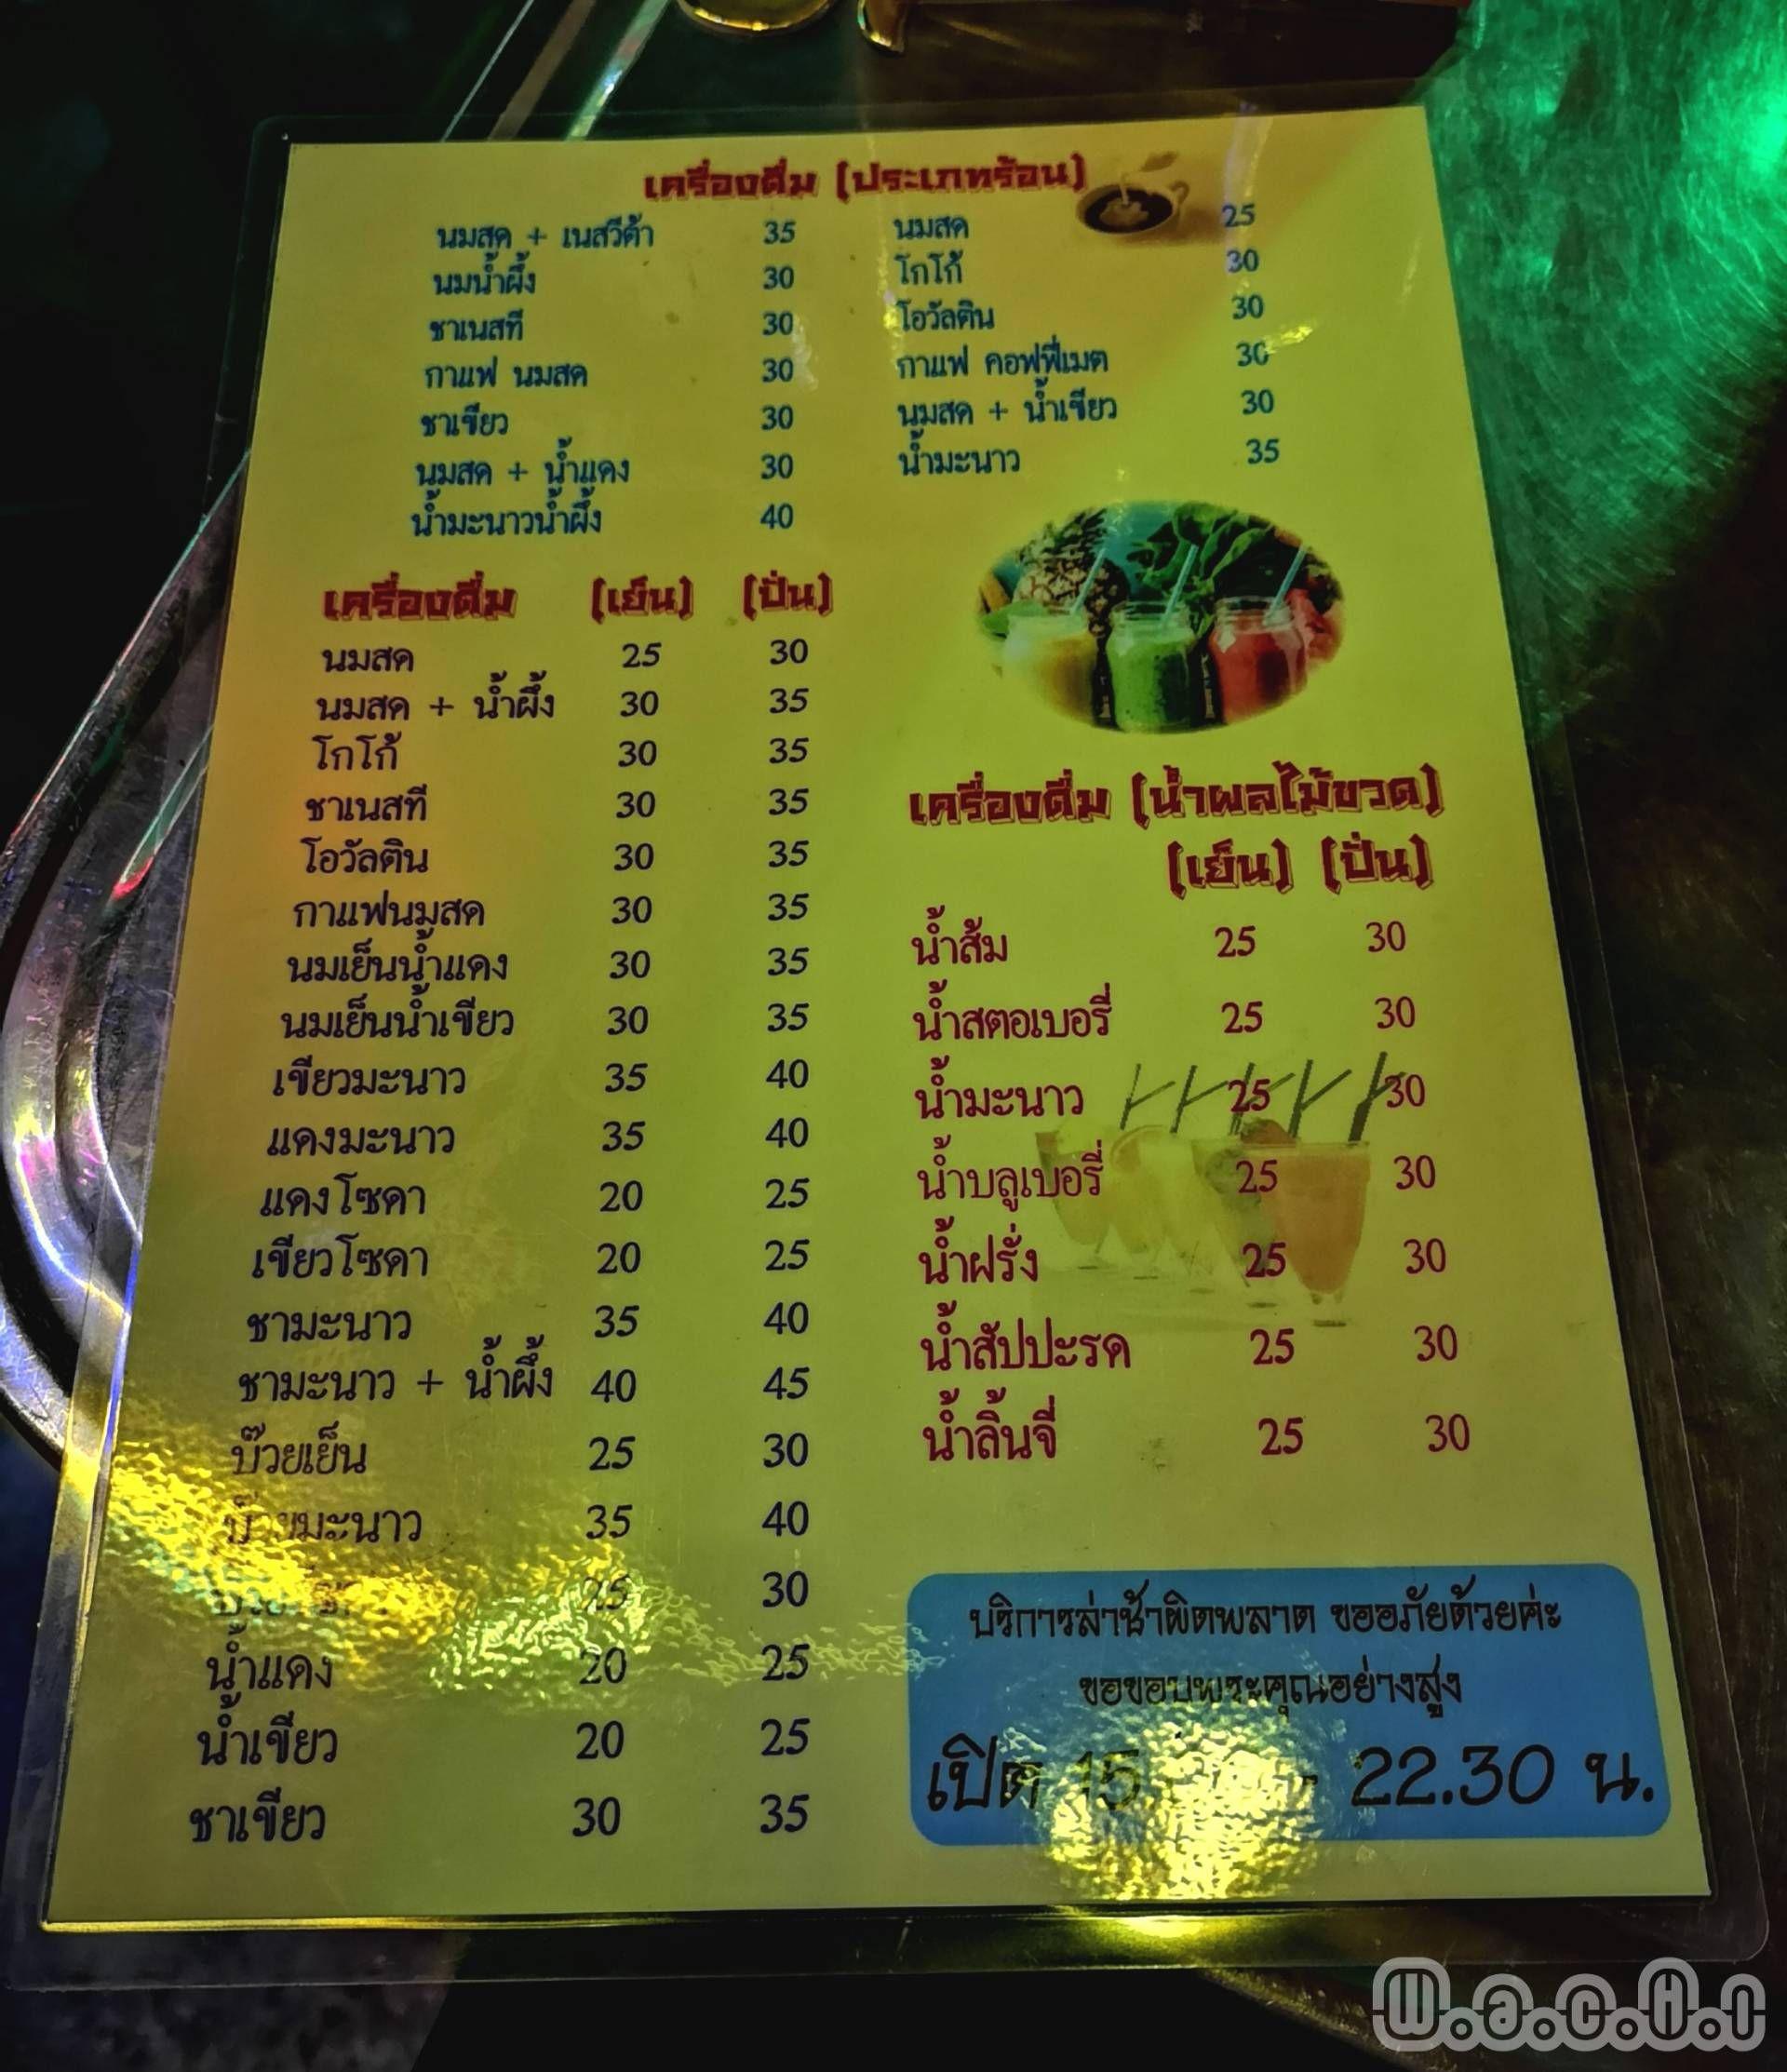 เครื่องดื่ม (ประเภทร้อน)
นมสด + เนสวีต้า 35
นมน้ำผึ้ง 30
ชาเนสที 30
กาแฟ นมสด 30
ชาเขียว 30
นมสด + น้ำแดง 30
น้ำมะนาวน้ำผึ้ง 40
นมสด 25
โกโก้ 30
โอวัลติน 30
กาแฟ คอฟฟี่เมต 30
นมสด + น้ำเขียว 30
น้ำมะนาว 35
เครื่องดื่ม (เย็น) (ปั่น)
นมสด 25 30
นมสด + น้ำผึ้ง 30 35
โกโก้ 30 35
ชาเนสที 30 35
โอวัลติน 30 35
กาแฟนมสด 30 35
นมเย็นน้ำแดง 30 35
นมเย็นน้ำเขียว 30 35
เขียวมะนาว 35 40
แดงมะนาว 35 40
แดงโซดา 20 25
เขียวโซดา 20 25
ชามะนาว 35 40
ชามะนาว + น้ำผึ้ง 40 45
บ๊วยเย็น 25 30
บ๊วยมะนาว 35 40
25 30
น้ำแดง 20 25
น้ำเขียว 20 25
ชาเขียว 30 35
เครื่องดื่ม (น้ำผลไม้ขวด)
(เย็น) (ปั่น)
น้ำส้ม 25 30
น้ำสตอเบอรี่ 25 30
น้ำมะนาว 25 30
น้ำบลูเบอรี่ 25 30
น้ำฝรั่ง 25 30
น้ำสัปปะรด 25 30
น้ำลิ้นจี่ 25 30
บริการล่าช้าผิดพลาด ขออภัยด้วยค่ะ
ขอขอบพระคุณอย่างสูง
เปิด 15 - 22.30 น.
W.a.c.H.i